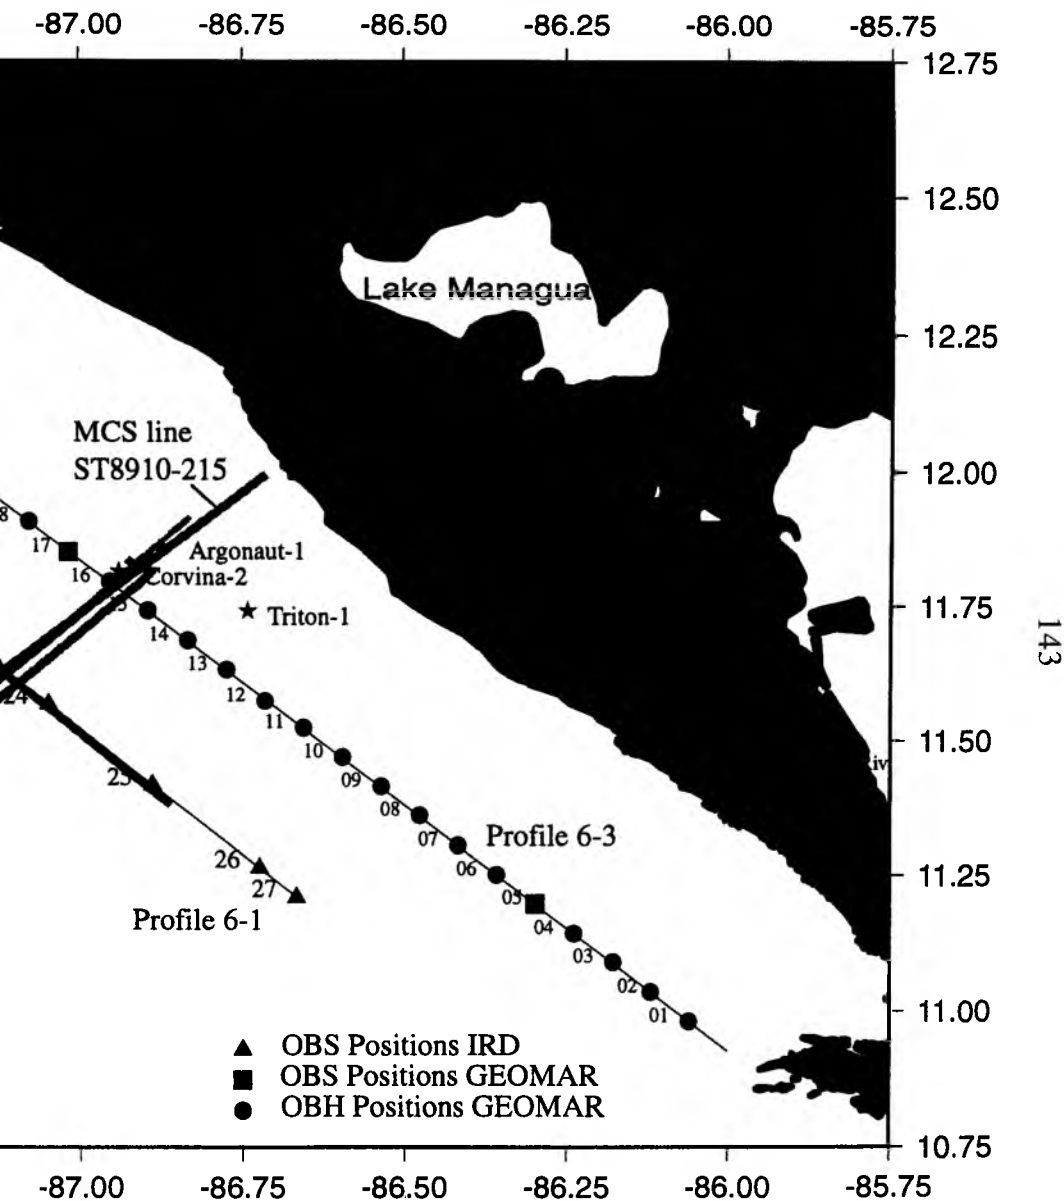 -87.00 -86.75 -86.50 -86.25 -86.00 -85.75
12.75
12.50
Lake Managua
12.25
MCS line
ST8910-215
12.00
8
17
Argonaut-1
16
Corvina-2
15
Triton-1
11.75
14
143
13
24
12
11
11.50
10
09
25
08
07
Profile 6-3
26
06
11.25
27
05
Profile 6-1
04
03
02
01
11.00
OBS Positions IRD
OBS Positions GEOMAR
OBH Positions GEOMAR
10.75
-87.00 -86.75 -86.50 -86.25 -86.00 -85.75